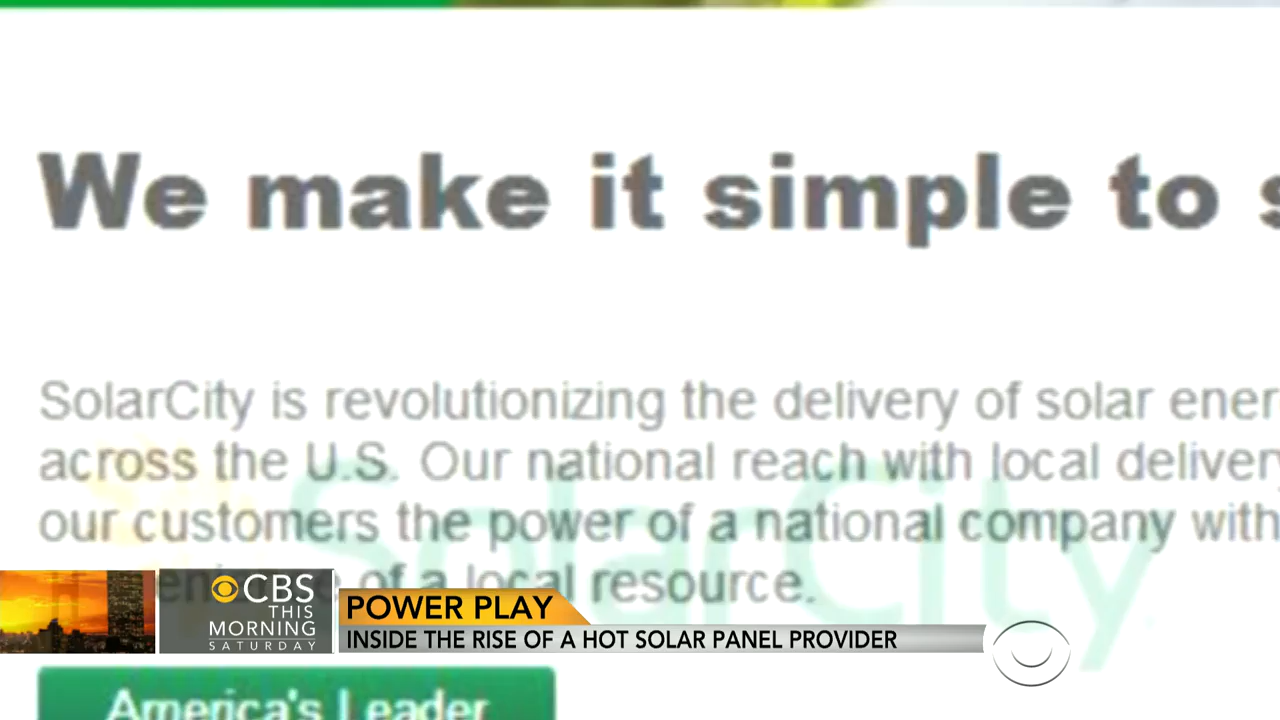 We make it simple to
SolarCity is revolutionizing the delivery of solar
across the U.S. Our national reach with local
our customers the power of a national company with
of a local resource.
SolarCity
CBS
THIS
MORNING
SATURDAY
POWER PLAY
INSIDE THE RISE OF A HOT SOLAR PANEL PROVIDER
America's Leader